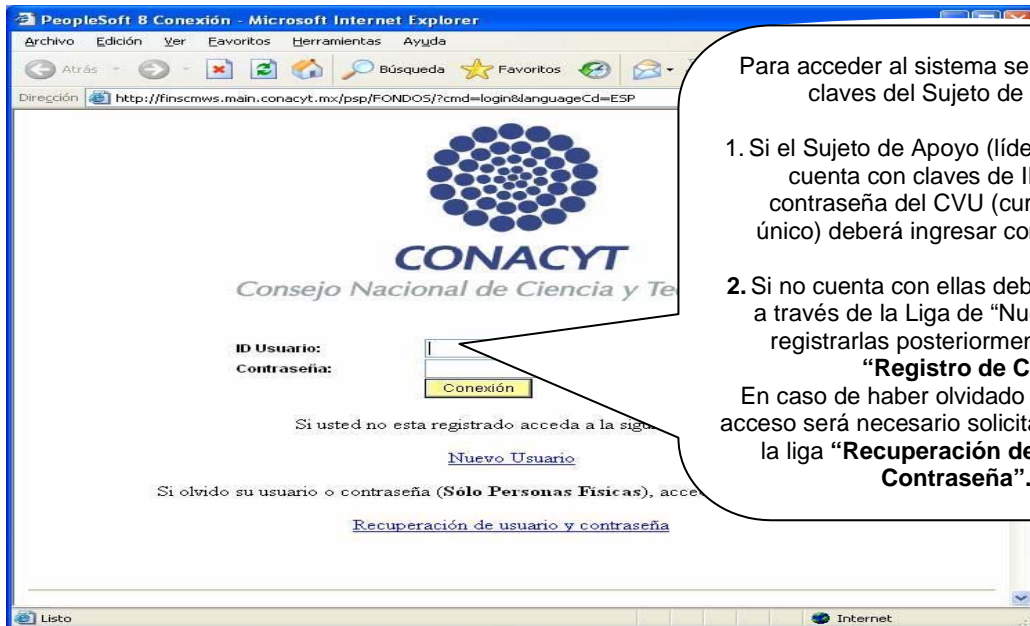 PeopleSoft 8 Conexión - Microsoft Internet Explorer
Archivo Edición Ver Favoritos Herramientas Ayuda
Atrás Búsqueda Favoritos
Dirección http://finscmws.main.conacyt.mx/psp/FONDOS/?cmd=login&languageCd=ESP
CONACYT
Consejo Nacional de Ciencia y Te
ID Usuario:
Contraseña:
Conexión
Si usted no esta registrado acceda a la sigu
Nuevo Usuario
Si olvido su usuario o contraseña (Sólo Personas Físicas), acce
Recuperación de usuario y contraseña
Listo Internet
Para acceder al sistema se
claves del Sujeto de
1. Si el Sujeto de Apoyo (líde
cuenta con claves de I
contraseña del CVU (cur
único) deberá ingresar co
2. Si no cuenta con ellas deb
a través de la Liga de “Nu
registrarlas posteriormen
“Registro de C
En caso de haber olvidado
acceso será necesario solicita
la liga “Recuperación de
Contraseña”.